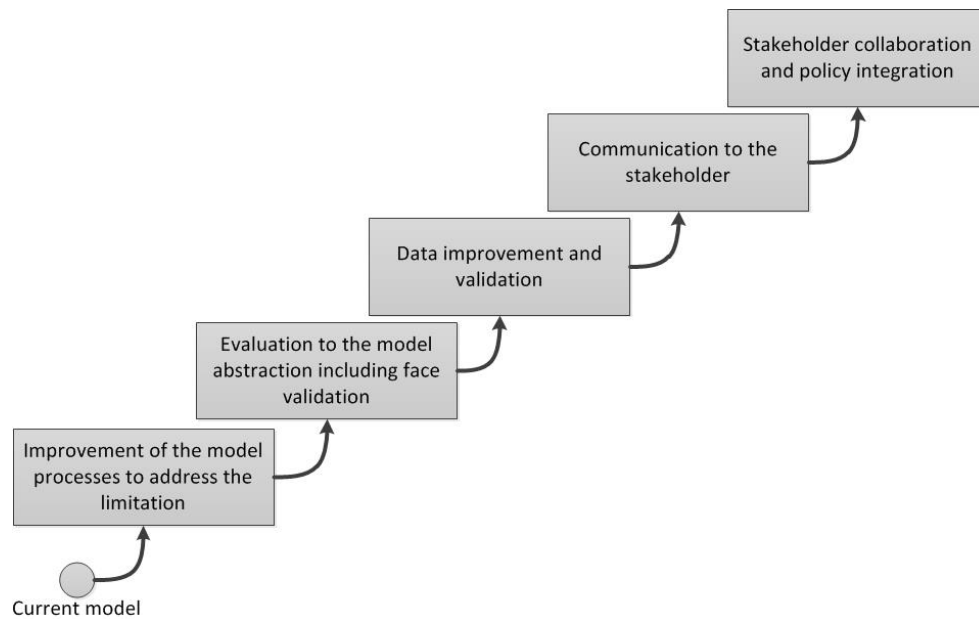 Stakeholder collaboration
and policy integration
Communication to the
stakeholder
Data improvement and
validation
Evaluation to the model
abstraction including face
validation
Improvement of the model
processes to address the
limitation
Current model